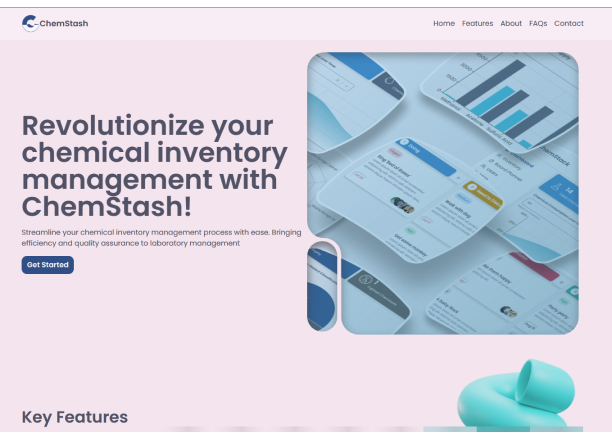 ChemStash
Home Features About FAQs Contact
Revolutionize your
chemical inventory
management with
ChemStash!
Streamline your chemical inventory management process with ease. Bringing
efficiency and quality assurance to laboratory management
Get Started
Key Features